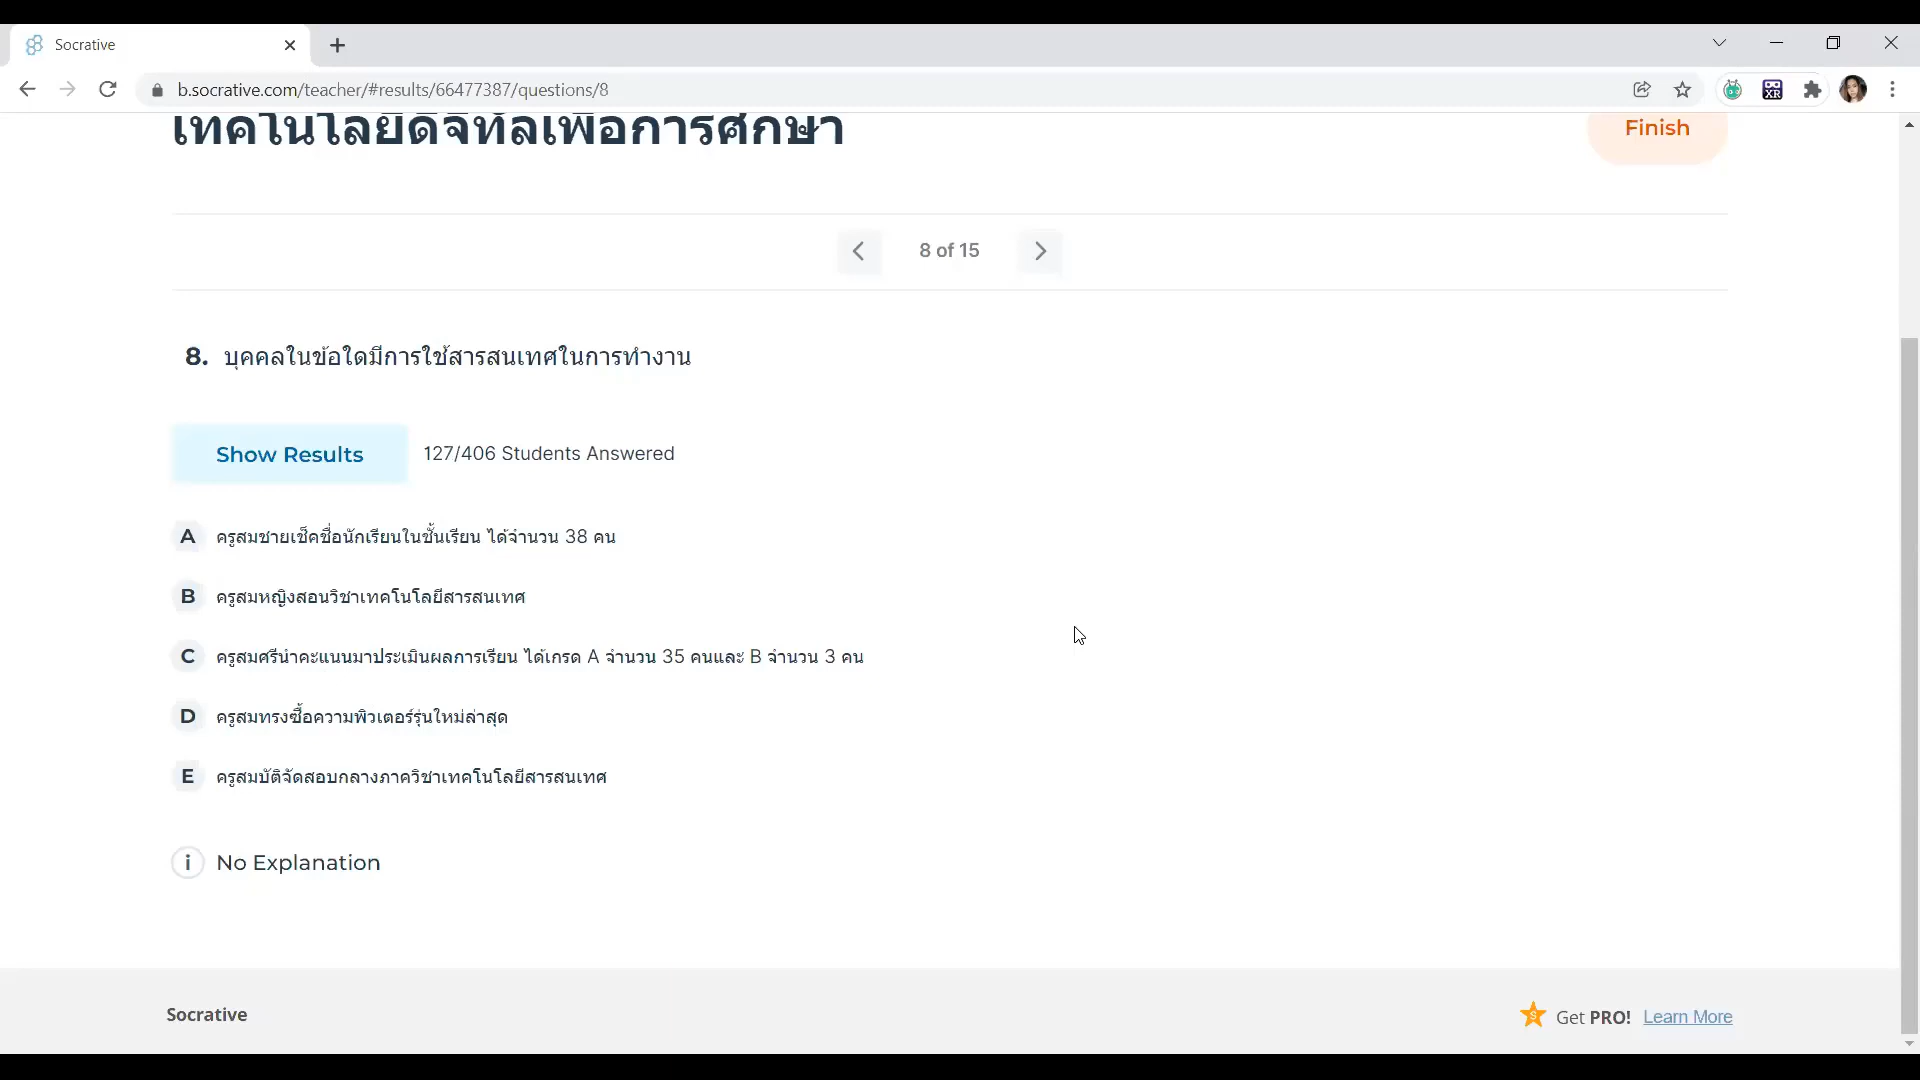 Socrative
b.socrative.com/teacher/#results/66477387/questions/8
เทคโนโลยีดิจิทัลเพื่อการศึกษา
Finish
8 of 15
8. บุคคลในข้อใดมีการใช้สารสนเทศในการทำงาน
Show Results
127/406 Students Answered
A ครูสมชายเช็คชื่อนักเรียนในชั้นเรียน ได้จำนวน 38 คน
B ครูสมหญิงสอนวิชาเทคโนโลยีสารสนเทศ
C ครูสมศรีนำคะแนนมาประเมินผลการเรียน ได้เกรด A จำนวน 35 คนและ B จำนวน 3 คน
D ครูสมทรงซื้อความพิวเตอร์รุ่นใหม่ล่าสุด
E ครูสมบัติจัดสอบกลางภาควิชาเทคโนโลยีสารสนเทศ
i No Explanation
Socrative
Get PRO! Learn More